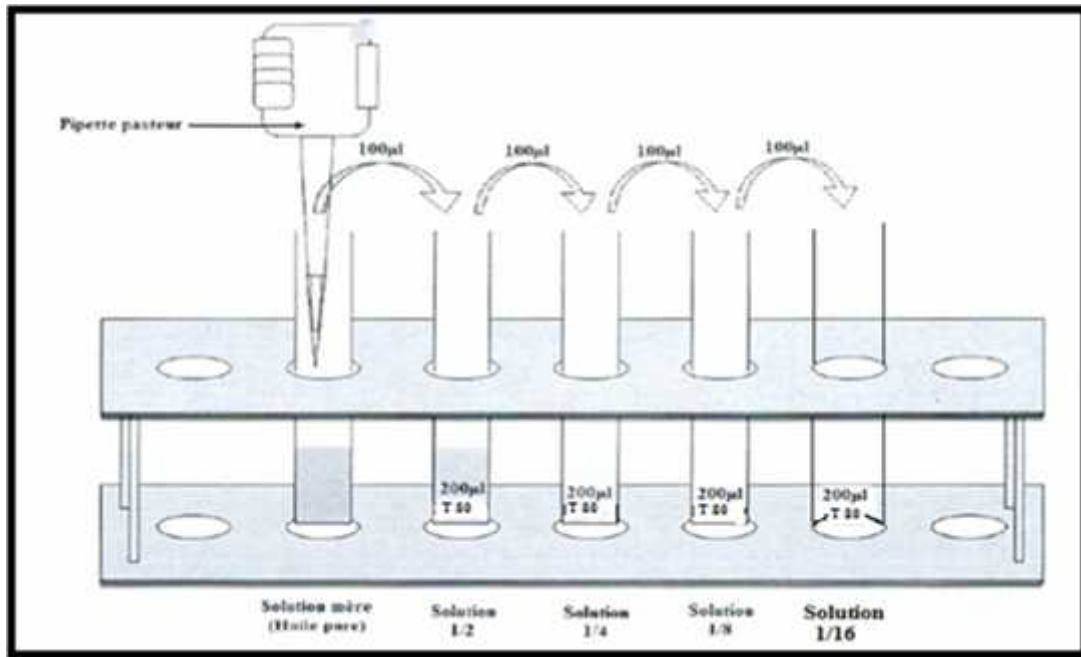 Pipette pasteur
100µl
100µl
100µl
100µl
200µl
T 80
200µl
T 80
200µl
T 80
200µl
T 80
Solution mère
(Huile pure)
Solution
1/2
Solution
1/4
Solution
1/8
Solution
1/16